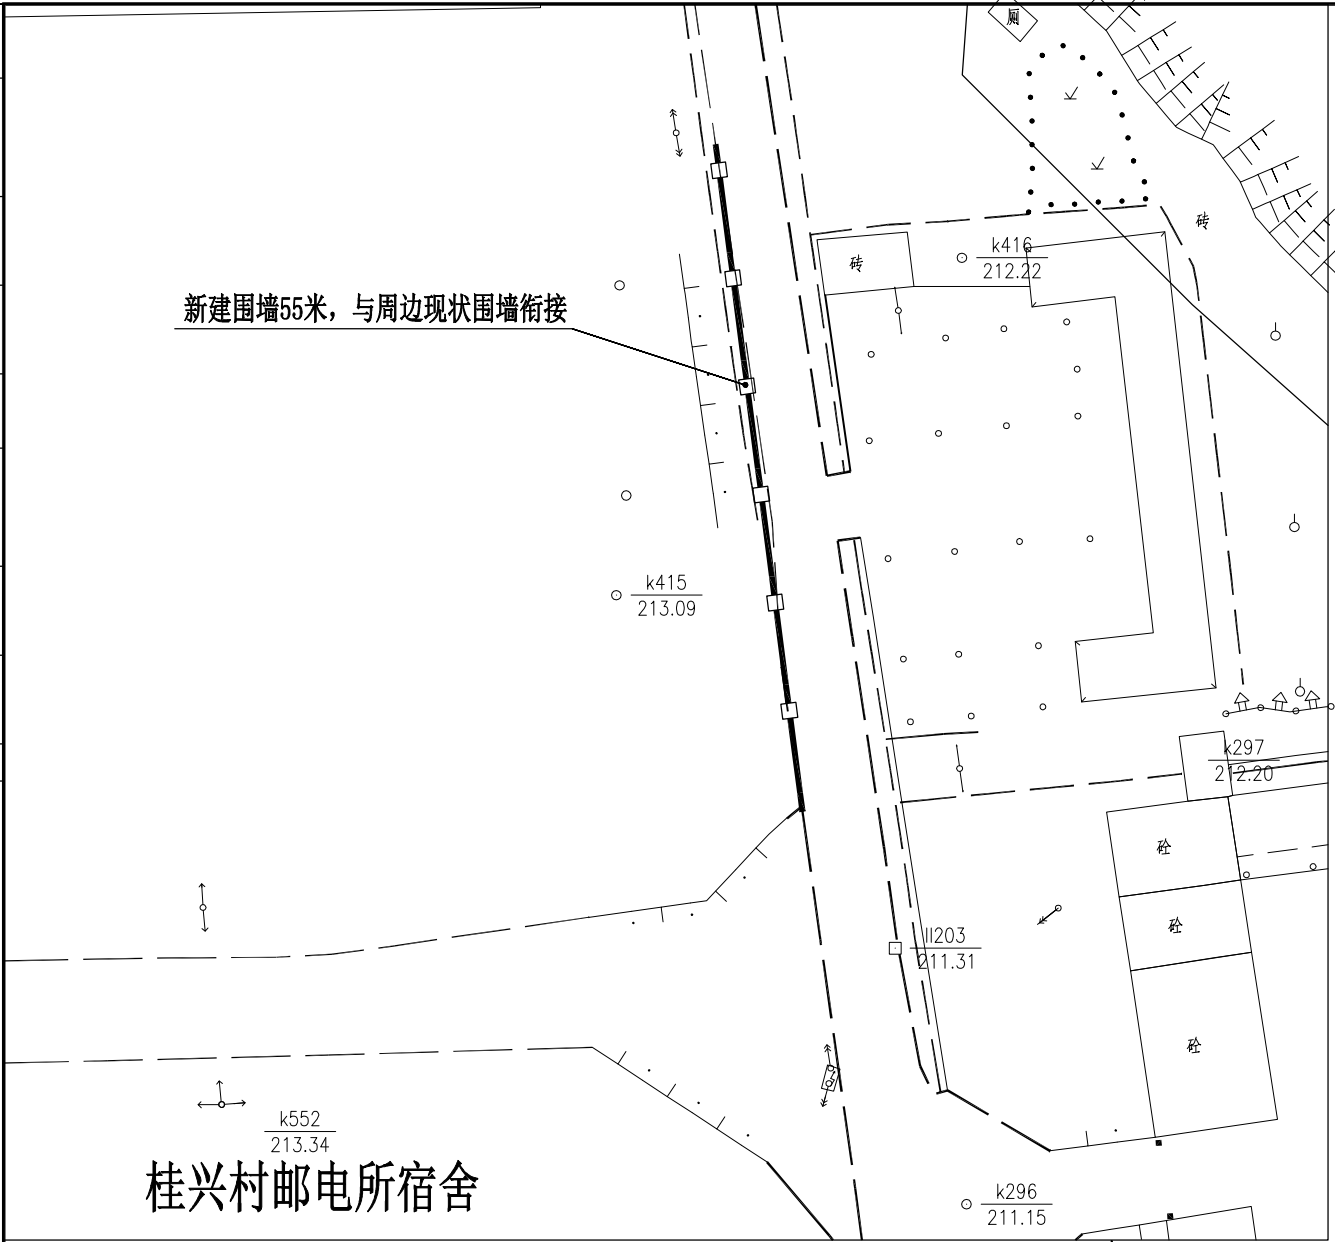 厕
砖
k416
212.22
砖
新建围墙55米，与周边现状围墙衔接
k415
213.09
k297
212.20
砼
砼
II203
211.31
砼
k552
213.34
桂兴村邮电所宿舍
k296
211.15